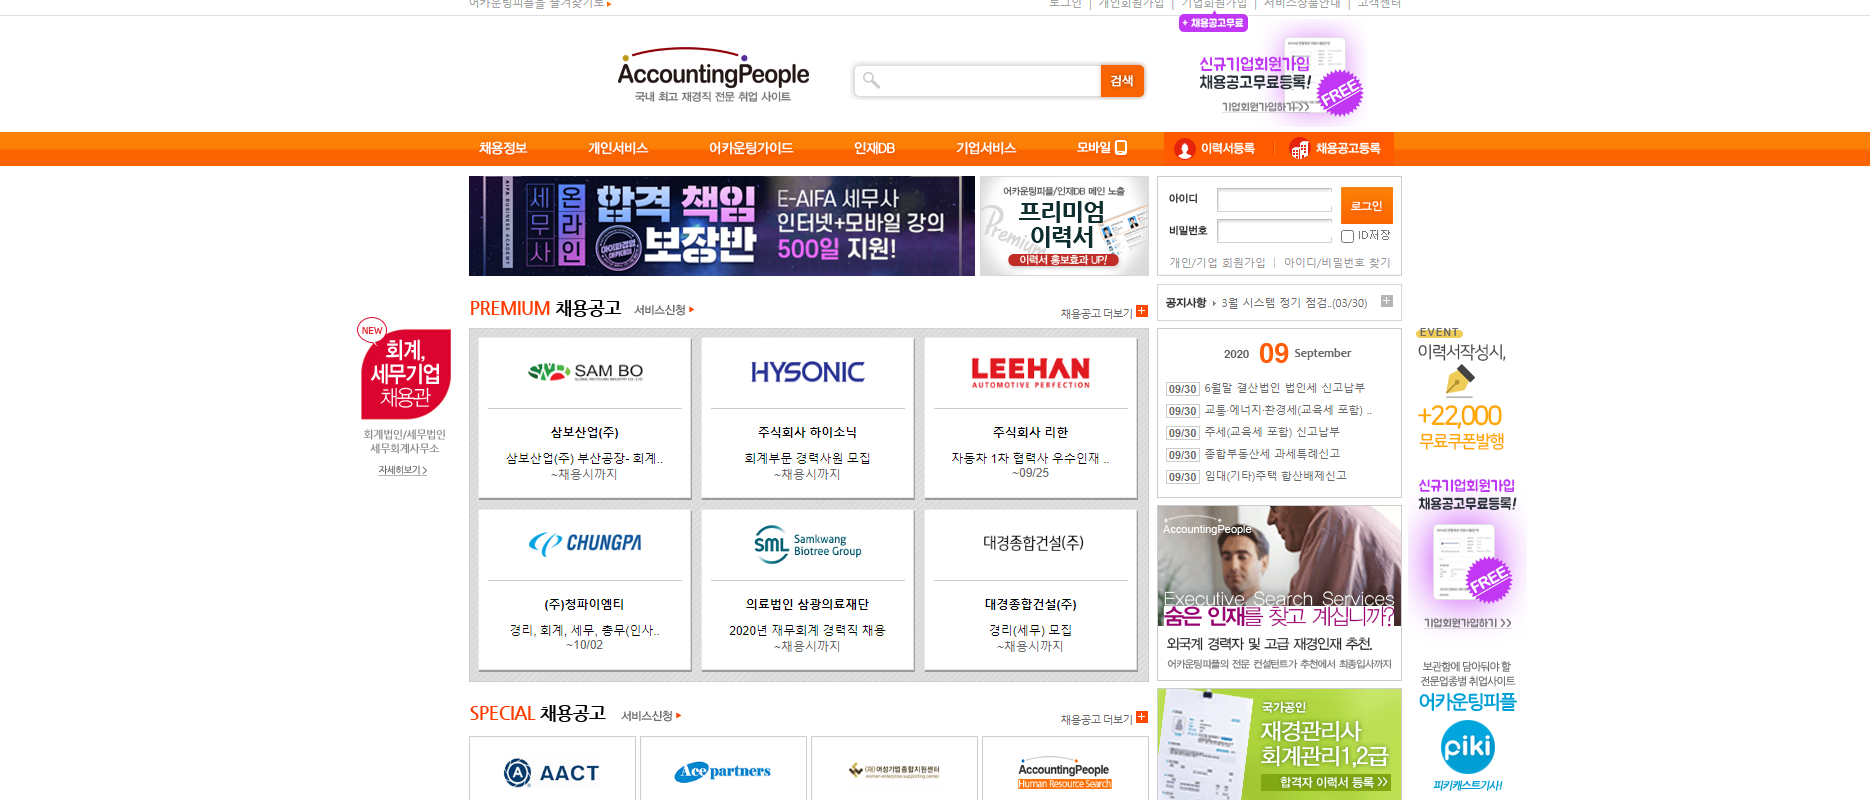 어카운팅피플을 즐겨찾기로
로그인 | 개인회원가입 | 기업회원가입 | 서비스상품안내 | 고객센터
+ 채용공고무료
AccountingPeople
국내 최고 재경직 전문 취업 사이트
검색
신규기업회원가입
채용공고무료등록!
기업회원가입하기 >>
FREE
채용정보
개인서비스
어카운팅가이드
인재DB
기업서비스
모바일
이력서등록
채용공고등록
AIFA BUSINESS ACADEMY
세무사
온라인
합격 책임
보장반
E-AIFA 세무사
인터넷+모바일 강의
500일 지원!
어카운팅피플/인재DB 메인 노출
프리미엄
이력서
Premium
이력서 홍보효과 UP!
아이디
비밀번호
로그인
ID저장
개인/기업 회원가입 | 아이디/비밀번호 찾기
공지사항
3월 시스템 정기 점검..(03/30)
PREMIUM 채용공고
서비스신청
채용공고 더보기
SAM BO
GLOBAL RECYCLING INDUSTRY CO.,LTD
삼보산업(주)
삼보산업(주) 부산공장- 회계..
~채용시까지
HYSONIC
주식회사 하이소닉
회계부문 경력사원 모집
~채용시까지
LEEHAN
AUTOMOTIVE PERFECTION
주식회사 리한
자동차 1차 협력사 우수인재 ..
~09/25
CHUNGPA
(주)청파이엠티
경리, 회계, 세무, 총무(인사..
~10/02
SML
Samkwang
Biotree Group
의료법인 삼광의료재단
2020년 재무회계 경력직 채용
~채용시까지
대경종합건설(주)
대경종합건설(주)
경리(세무) 모집
~채용시까지
2020 09 September
09/30 6월말 결산법인 법인세 신고납부
09/30 교통·에너지·환경세(교육세 포함) ..
09/30 주세(교육세 포함) 신고납부
09/30 종합부동산세 과세특례신고
09/30 임대(기타)주택 합산배제신고
AccountingPeople
Executive Search Services
숨은 인재를 찾고 계십니까?
외국계 경력자 및 고급 재경인재 추천.
어카운팅피플의 전문 컨설턴트가 추천에서 최종입사까지
국가공인
재경관리사
회계관리1,2급
합격자 이력서 등록 >>
SPECIAL 채용공고
서비스신청
채용공고 더보기
AACT
Ace partners
(재)여성기업종합지원센터
women enterprise supporting center
AccountingPeople
Human Resource Search
NEW
회계,
세무기업
채용관
회계법인/세무법인
세무회계사무소
자세히보기 >
EVENT
이력서작성시,
+22,000
무료쿠폰발행
신규기업회원가입
채용공고무료등록!
FREE
기업회원가입하기 >>
보관함에 담아둬야 할
전문업종별 취업사이트
어카운팅피플
piki
피키캐스트기사!